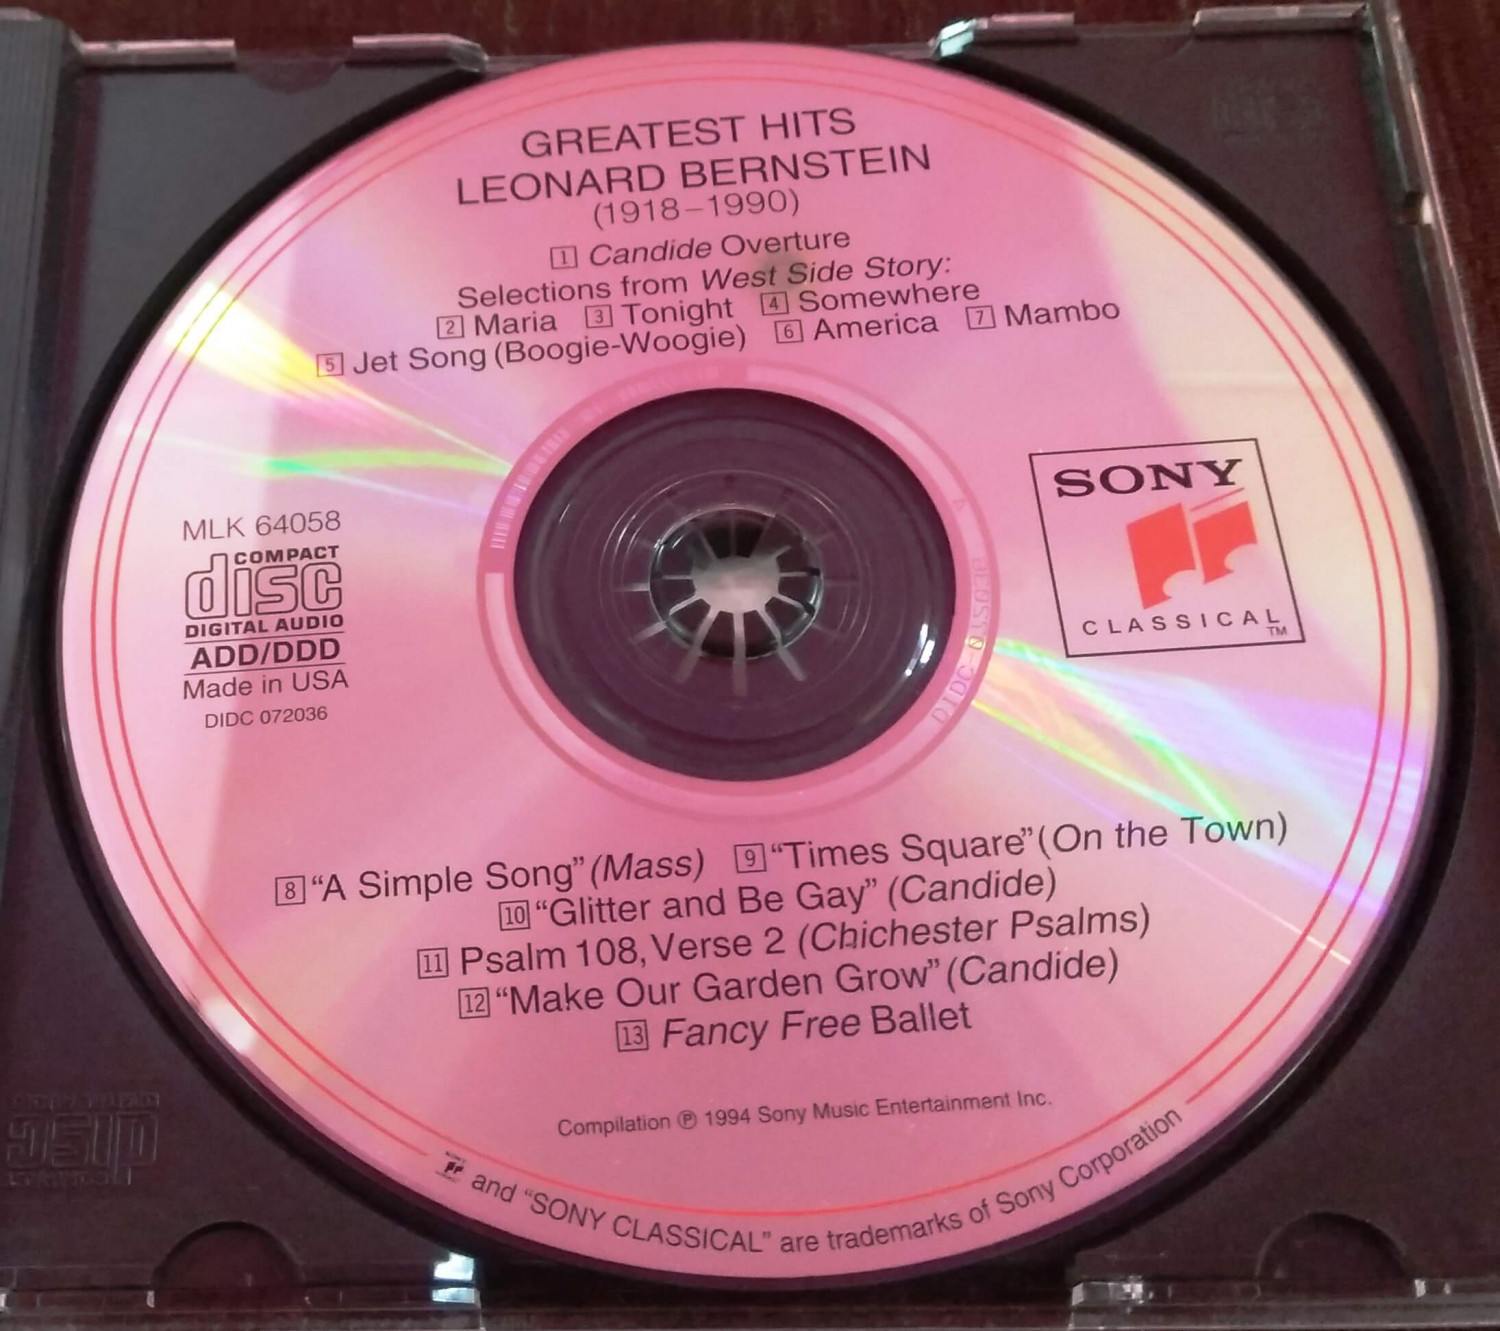 GREATEST HITS
LEONARD BERNSTEIN
(1918–1990)
1 Candide Overture
Selections from West Side Story:
2 Maria 3 Tonight 4 Somewhere
5 Jet Song (Boogie-Woogie) 6 America 7 Mambo
MLK 64058
COMPACT
disc
DIGITAL AUDIO
ADD/DDD
Made in USA
DIDC 072036
SONY
CLASSICAL
TM
8 “A Simple Song” (Mass) 9 “Times Square” (On the Town)
10 “Glitter and Be Gay” (Candide)
11 Psalm 108, Verse 2 (Chichester Psalms)
12 “Make Our Garden Grow” (Candide)
13 Fancy Free Ballet
Compilation ℗ 1994 Sony Music Entertainment Inc.
and “SONY CLASSICAL” are trademarks of Sony Corporation